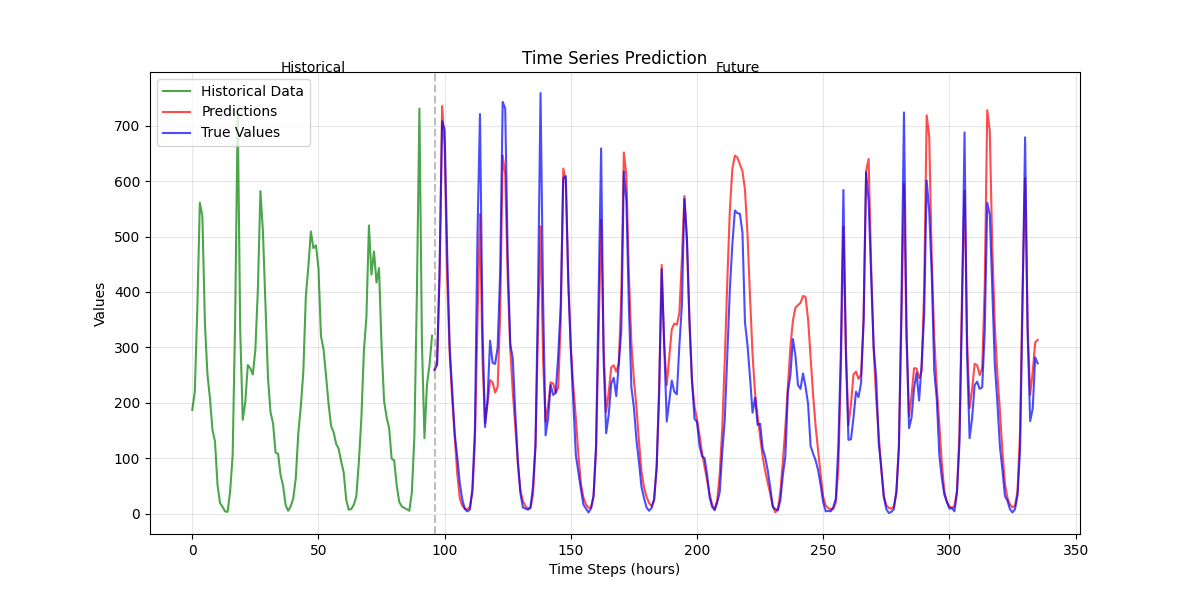 Time Series Prediction
Historical
Future
Historical Data
Predictions
True Values
Values
700
600
500
400
300
200
100
0
0
50
100
150
200
250
300
350
Time Steps (hours)